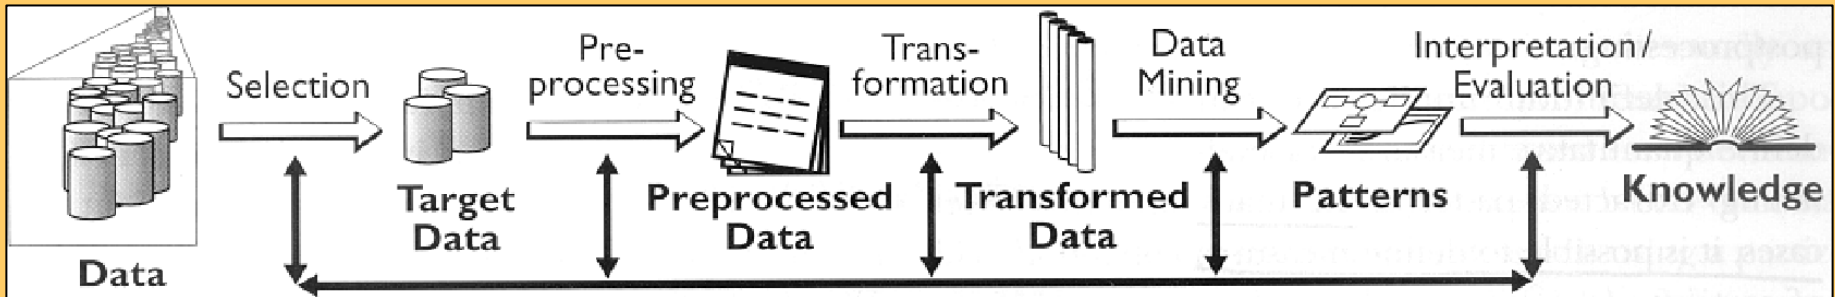 Selection
Pre-
processing
Trans-
formation
Data
Mining
Interpretation/
Evaluation
Data
Target
Data
Preprocessed
Data
Transformed
Data
Patterns
Knowledge